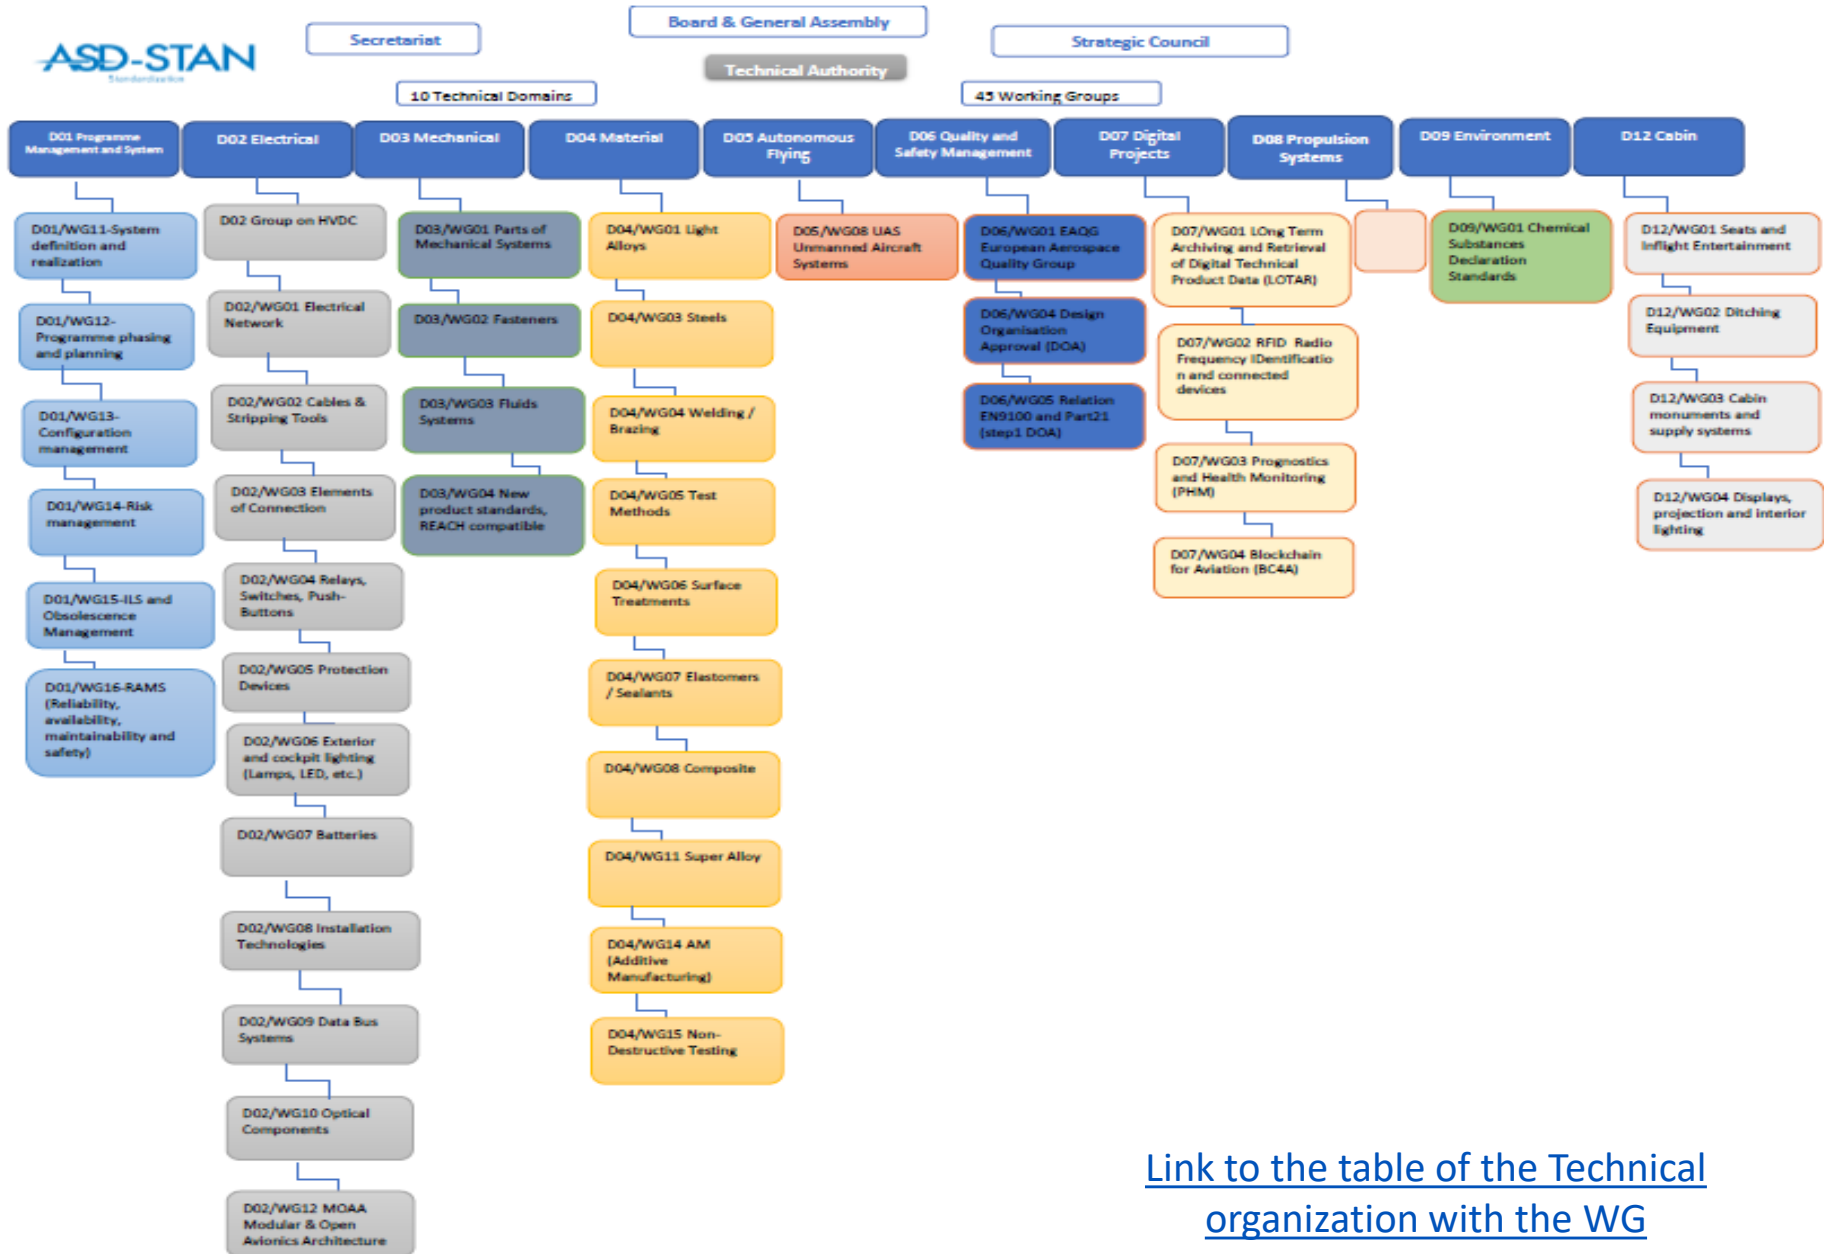 Board & General Assembly
Secretariat
Strategic Council
ASD-STAN
Standardization
Technical Authority
10 Technical Domains
45 Working Groups
D01 Programme
Management and System
D02 Electrical
D03 Mechanical
D04 Material
D05 Autonomous
Flying
D06 Quality and
Safety Management
D07 Digital
Projects
D08 Propulsion
Systems
D09 Environment
D12 Cabin
D01/WG11-System
definition and
realization
D01/WG12-
Programme phasing
and planning
D01/WG13-
Configuration
management
D01/WG14-Risk
management
D01/WG15-ILS and
Obsolescence
Management
D01/WG16-RAMS
(Reliability,
availability,
maintainability and
safety)
D02 Group on HVDC
D02/WG01 Electrical
Network
D02/WG02 Cables &
Stripping Tools
D02/WG03 Elements
of Connection
D02/WG04 Relays,
Switches, Push-
Buttons
D02/WG05 Protection
Devices
D02/WG06 Exterior
and cockpit lighting
(Lamps, LED, etc.)
D02/WG07 Batteries
D02/WG08 Installation
Technologies
D02/WG09 Data Bus
Systems
D02/WG10 Optical
Components
D02/WG12 MOAA
Modular & Open
Avionics Architecture
D03/WG01 Parts of
Mechanical Systems
D03/WG02 Fasteners
D03/WG03 Fluids
Systems
D03/WG04 New
product standards,
REACH compatible
D04/WG01 Light
Alloys
D04/WG03 Steels
D04/WG04 Welding /
Brazing
D04/WG05 Test
Methods
D04/WG06 Surface
Treatments
D04/WG07 Elastomers
/ Sealants
D04/WG08 Composite
D04/WG11 Super Alloy
D04/WG14 AM
(Additive
Manufacturing)
D04/WG15 Non-
Destructive Testing
D05/WG08 UAS
Unmanned Aircraft
Systems
D06/WG01 EAQG
European Aerospace
Quality Group
D06/WG04 Design
Organisation
Approval (DOA)
D06/WG05 Relation
EN9100 and Part21
(step1 DOA)
D07/WG01 LOng Term
Archiving and Retrieval
of Digital Technical
Product Data (LOTAR)
D07/WG02 RFID Radio
Frequency IDentificatio
n and connected
devices
D07/WG03 Prognostics
and Health Monitoring
(PHM)
D07/WG04 Blockchain
for Aviation (BC4A)
D09/WG01 Chemical
Substances
Declaration
Standards
D12/WG01 Seats and
Inflight Entertainment
D12/WG02 Ditching
Equipment
D12/WG03 Cabin
monuments and
supply systems
D12/WG04 Displays,
projection and interior
lighting
Link to the table of the Technical
organization with the WG